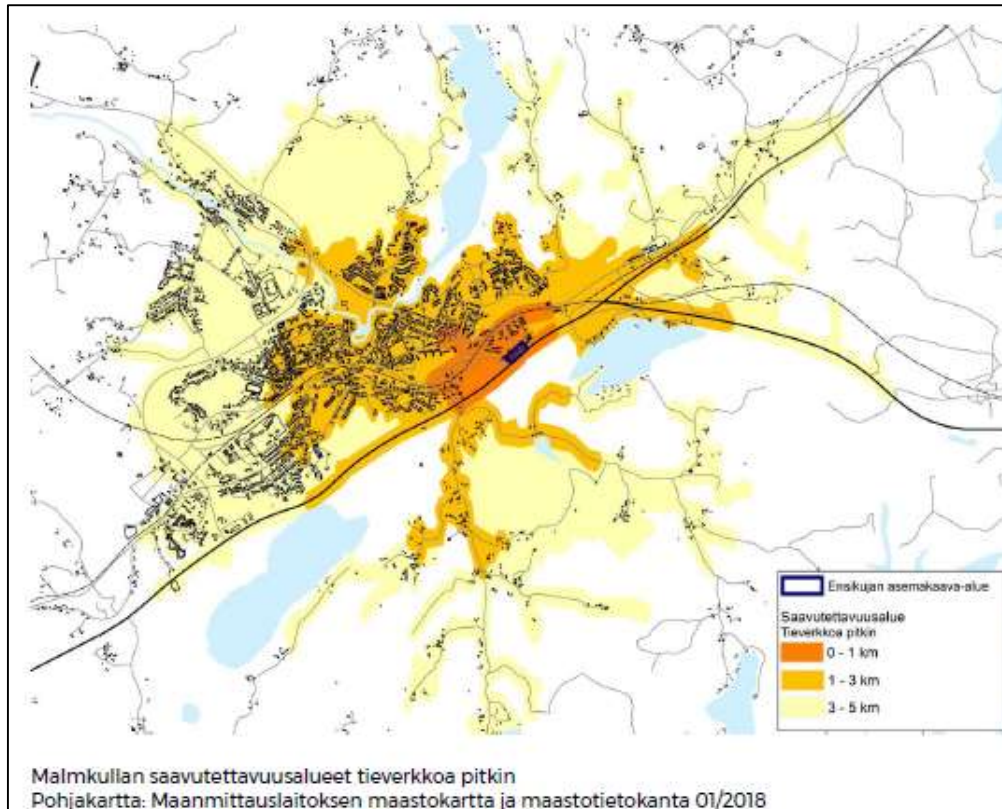 Ensikujan asemakaava-alue
Saavutettavuusalue
Tieverkkoa pitkin
0 - 1 km
1 - 3 km
3 - 5 km
Malmkullan saavutettavuusalueet tieverkkoa pitkin
Pohjakartta: Maanmittauslaitoksen maastokartta ja maastotietokanta 01/2018